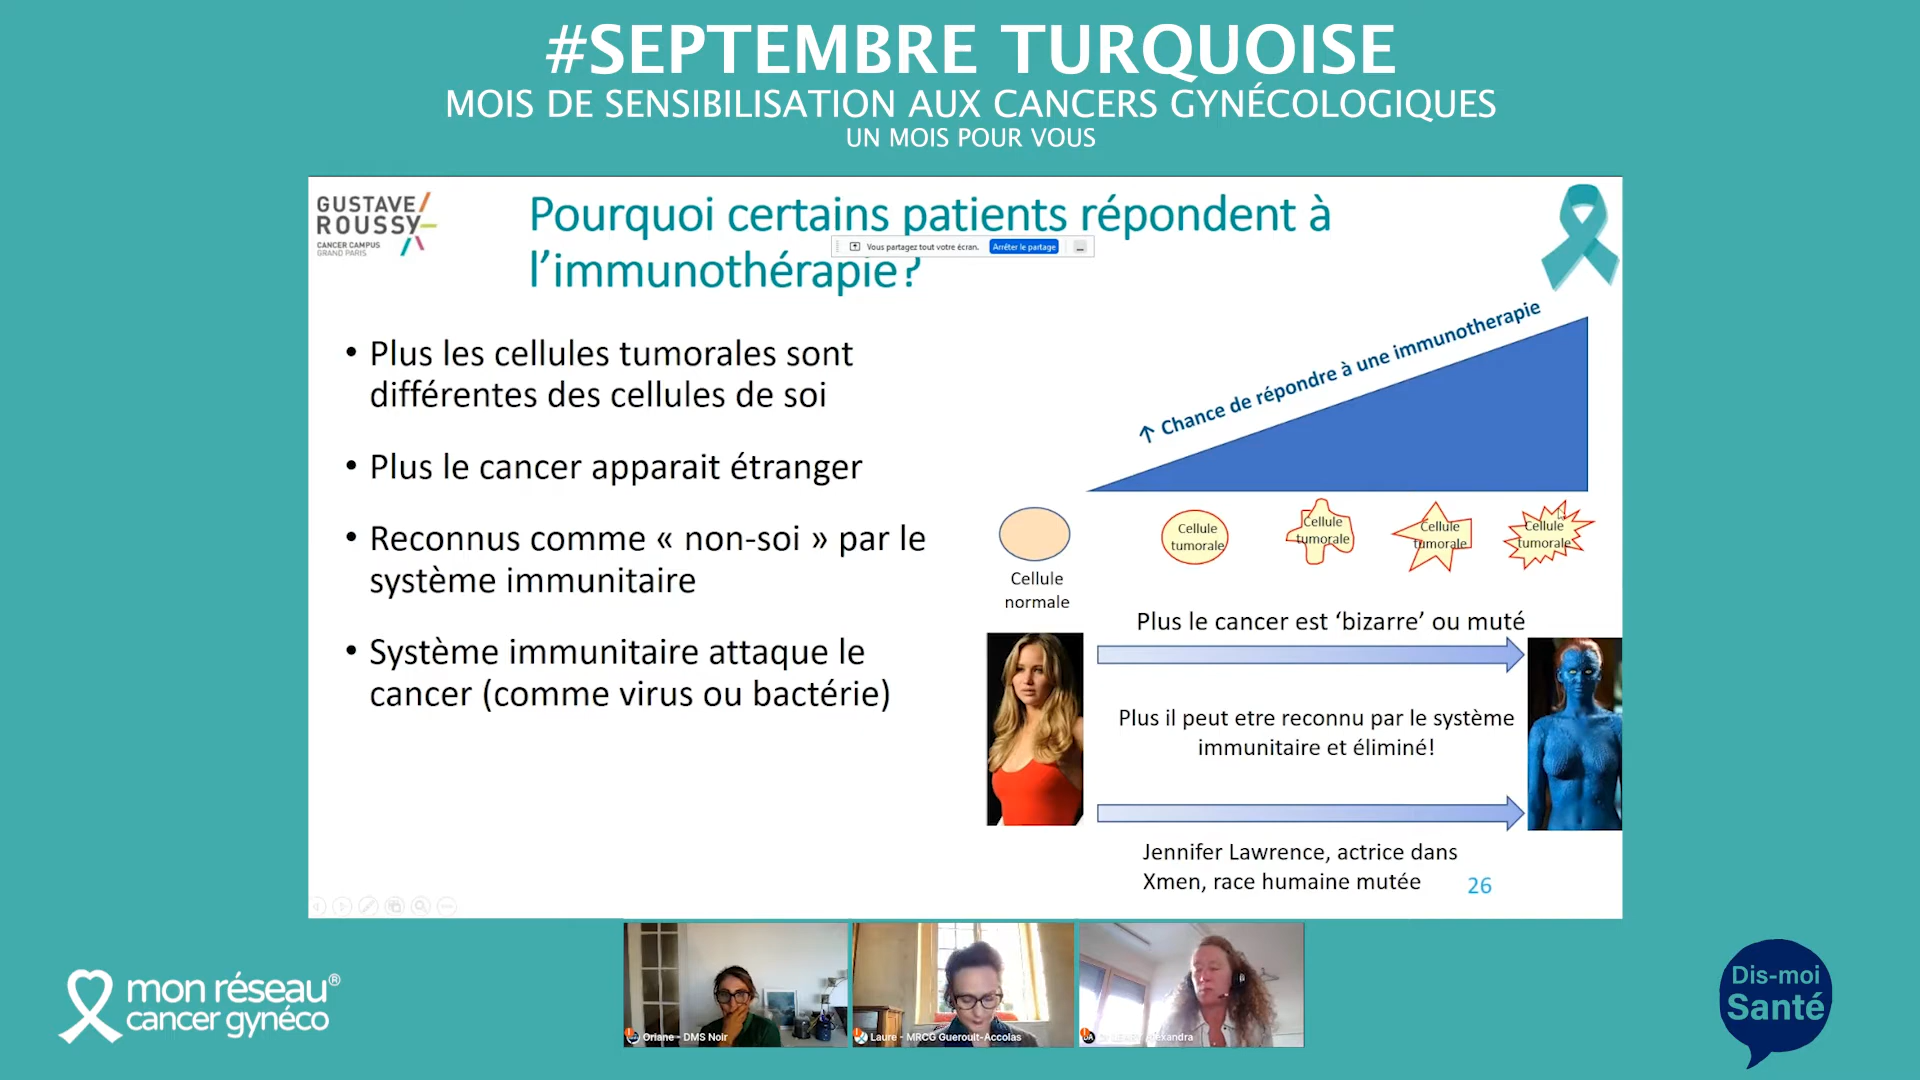 #SEPTEMBRE TURQUOISE
MOIS DE SENSIBILISATION AUX CANCERS GYNÉCOLOGIQUES
UN MOIS POUR VOUS
GUSTAVE
ROUSSY
CANCER CAMPUS
GRAND PARIS
Pourquoi certains patients répondent à
l’immunothérapie?
Vous partagez tout votre écran.
Arrêter le partage
• Plus les cellules tumorales sont
différentes des cellules de soi
• Plus le cancer apparait étranger
• Reconnus comme « non-soi » par le
système immunitaire
• Système immunitaire attaque le
cancer (comme virus ou bactérie)
↑ Chance de répondre à une immunotherapie
Cellule
normale
Cellule
tumorale
Cellule
tumorale
Cellule
tumorale
Cellule
tumorale
Plus le cancer est ‘bizarre’ ou muté
Plus il peut etre reconnu par le système
immunitaire et éliminé!
Jennifer Lawrence, actrice dans
Xmen, race humaine mutée
26
Oriane - DMS Noir
Laure - MRCG Gueroult-Accolas
mon réseau®
cancer gynéco
Dis-moi
Santé